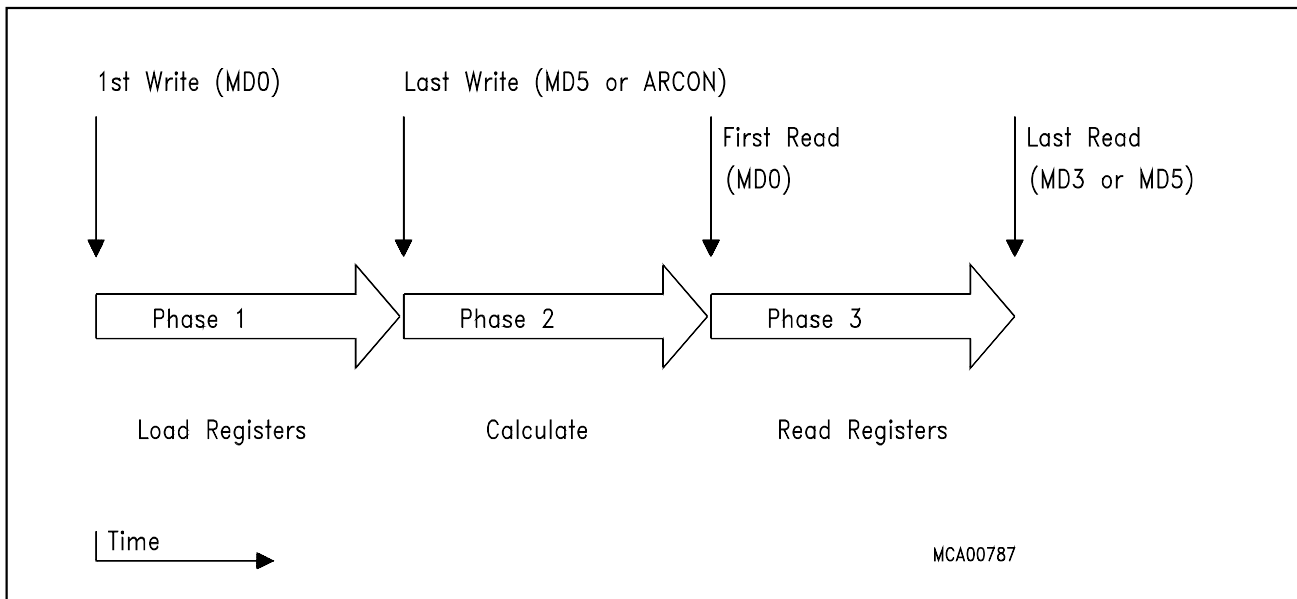 1st Write (MD0)
Last Write (MD5 or ARCON)
First Read
(MD0)
Last Read
(MD3 or MD5)
Phase 1
Phase 2
Phase 3
Load Registers
Calculate
Read Registers
Time
MCA00787